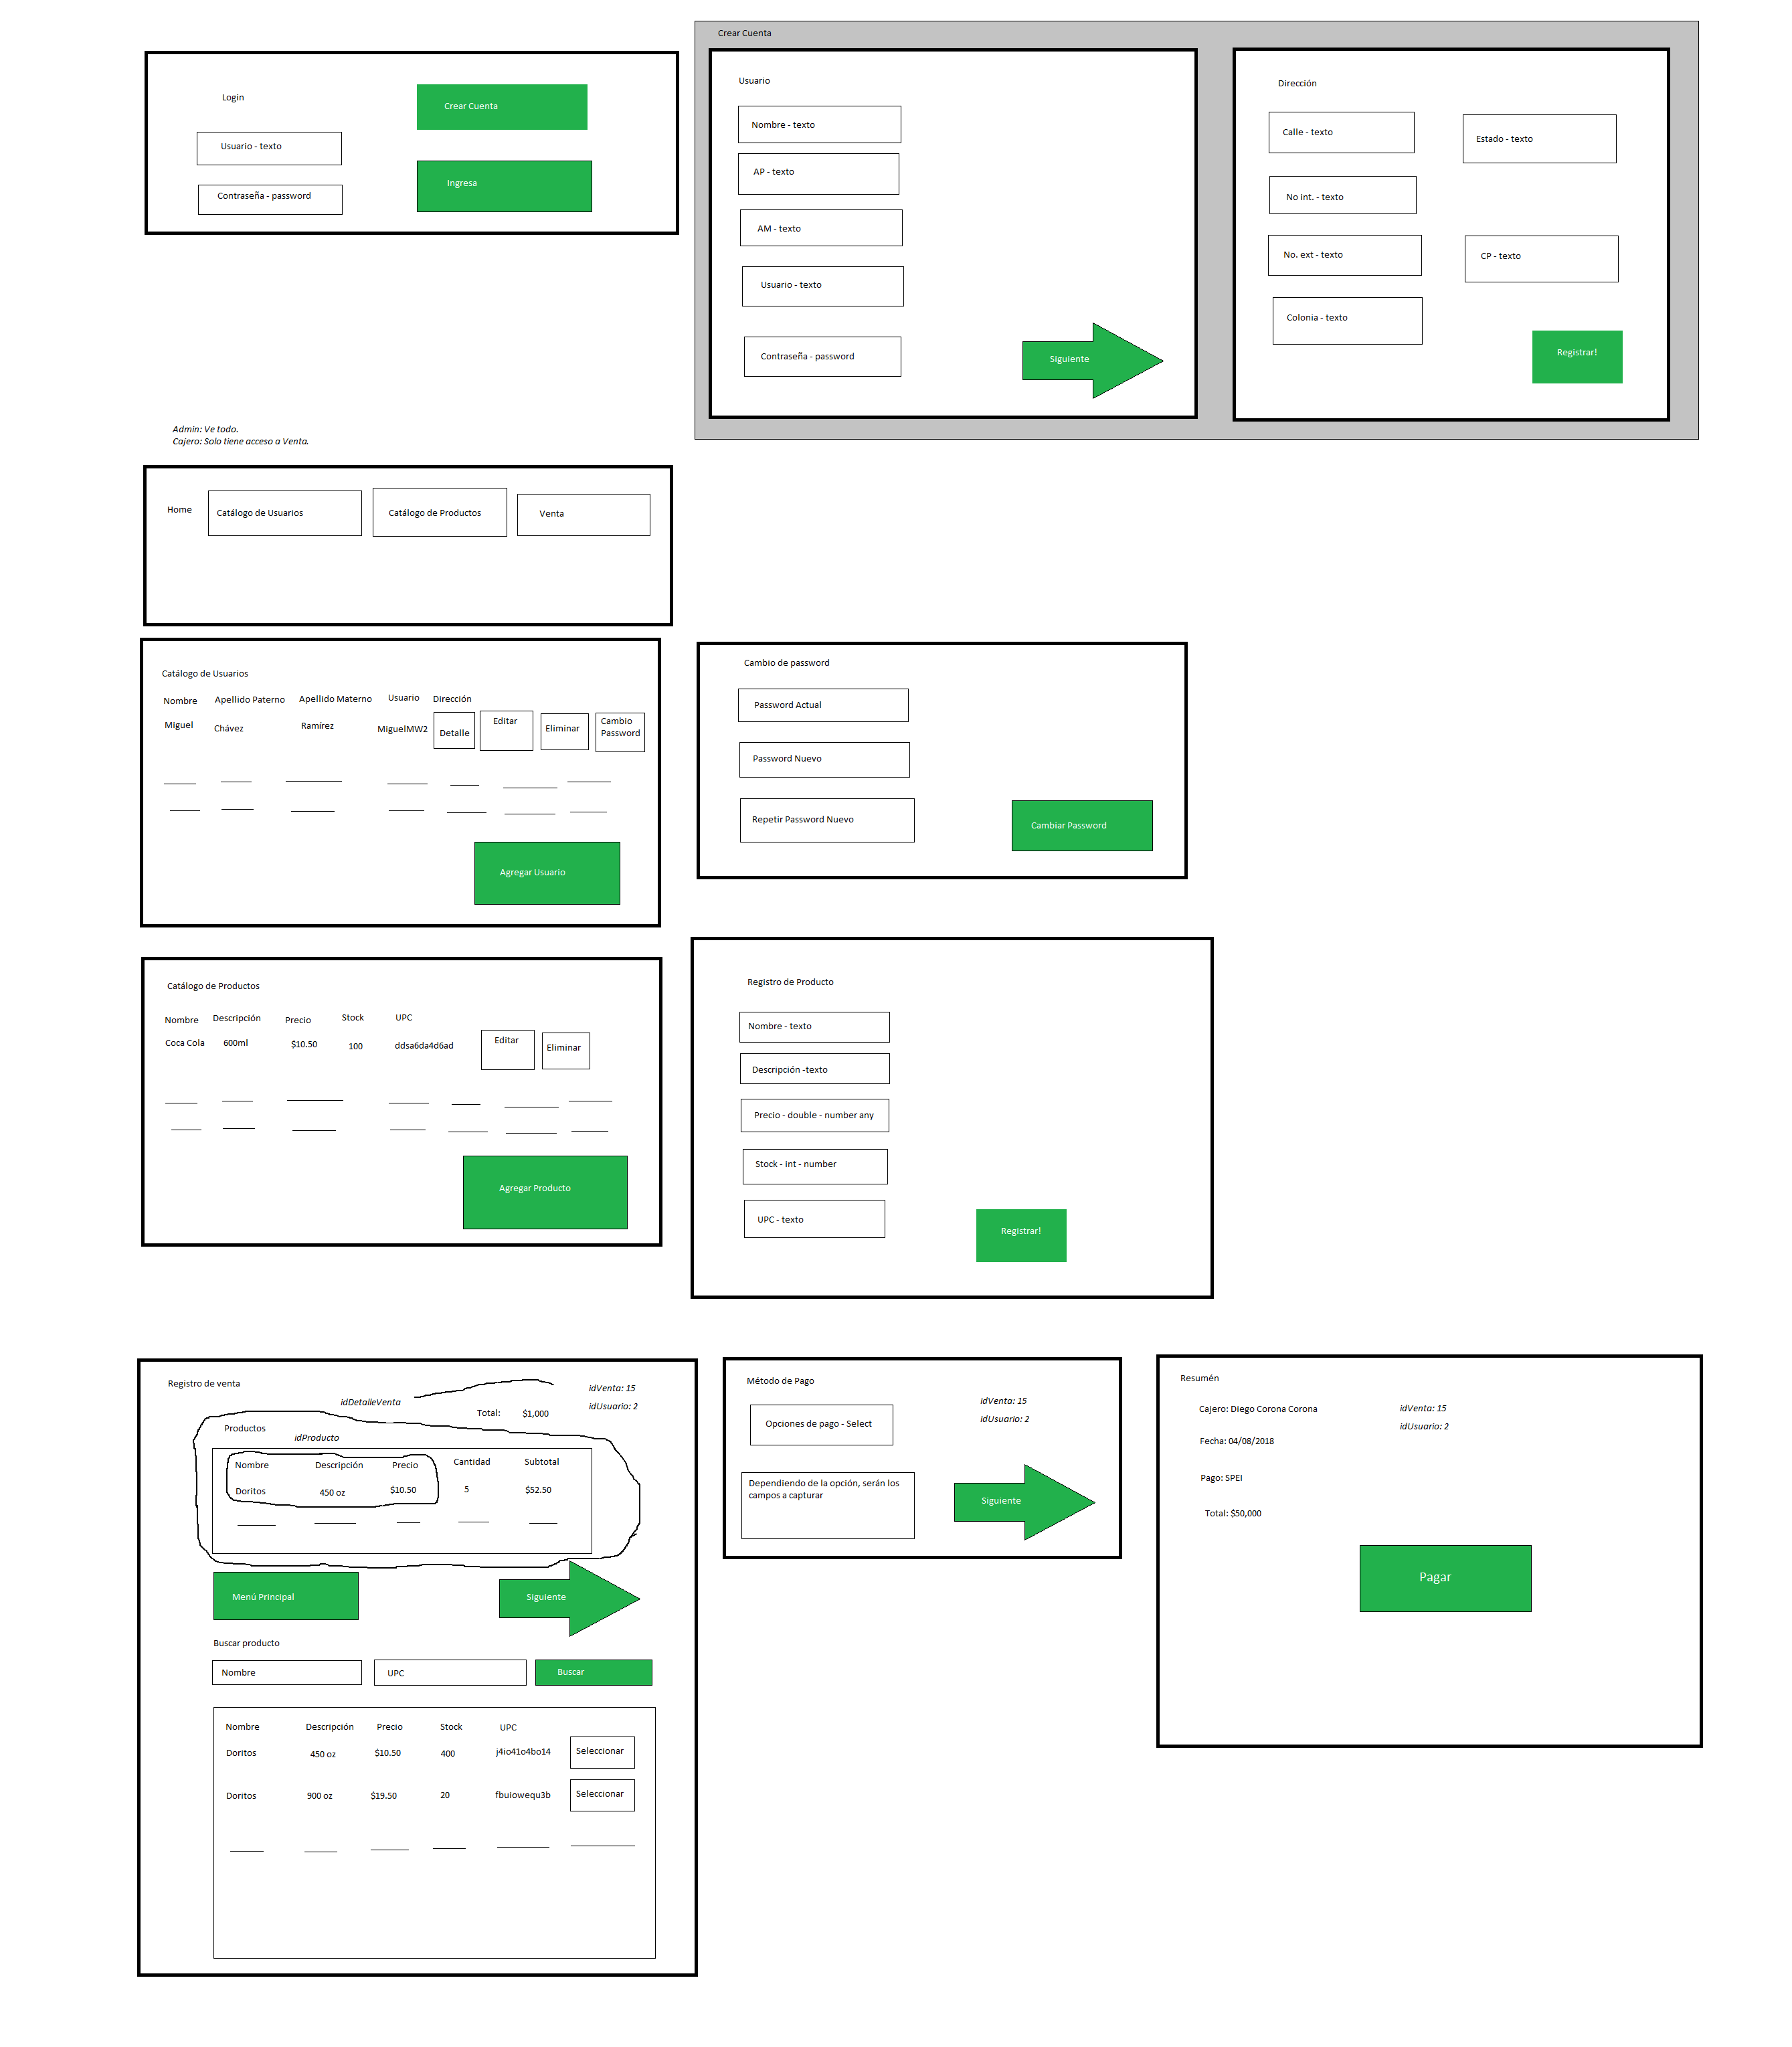 Login
Crear Cuenta
Usuario - texto
Ingresa
Contraseña - password
Crear Cuenta
Usuario
Nombre - texto
AP - texto
AM - texto
Usuario - texto
Contraseña - password
Siguiente
Dirección
Calle - texto
Estado - texto
No int. - texto
No. ext - texto
CP - texto
Colonia - texto
Registrar!
Admin: Ve todo.
Cajero: Solo tiene acceso a Venta.
Home
Catálogo de Usuarios
Catálogo de Productos
Venta
Catálogo de Usuarios
Nombre Apellido Paterno Apellido Materno Usuario Dirección
Miguel Chávez Ramírez MiguelMW2 Detalle Editar Eliminar Cambio
Password
Agregar Usuario
Cambio de password
Password Actual
Password Nuevo
Repetir Password Nuevo
Cambiar Password
Catálogo de Productos
Nombre Descripción Precio Stock UPC
Coca Cola 600ml $10.50 100 ddsa6da4d6ad Editar Eliminar
Agregar Producto
Registro de Producto
Nombre - texto
Descripción -texto
Precio - double - number any
Stock - int - number
UPC - texto
Registrar!
Registro de venta
idVenta: 15
idDetalleVenta
idUsuario: 2
Total: $1,000
Productos
idProducto
Nombre Descripción Precio Cantidad Subtotal
Doritos 450 oz $10.50 5 $52.50
Menú Principal
Siguiente
Buscar producto
Nombre
UPC
Buscar
Nombre Descripción Precio Stock UPC
Doritos 450 oz $10.50 400 j4io41o4bo14 Seleccionar
Doritos 900 oz $19.50 20 fbuiowequ3b Seleccionar
Método de Pago
idVenta: 15
idUsuario: 2
Opciones de pago - Select
Dependiendo de la opción, serán los
campos a capturar
Siguiente
Resumén
Cajero: Diego Corona Corona
idVenta: 15
idUsuario: 2
Fecha: 04/08/2018
Pago: SPEI
Total: $50,000
Pagar